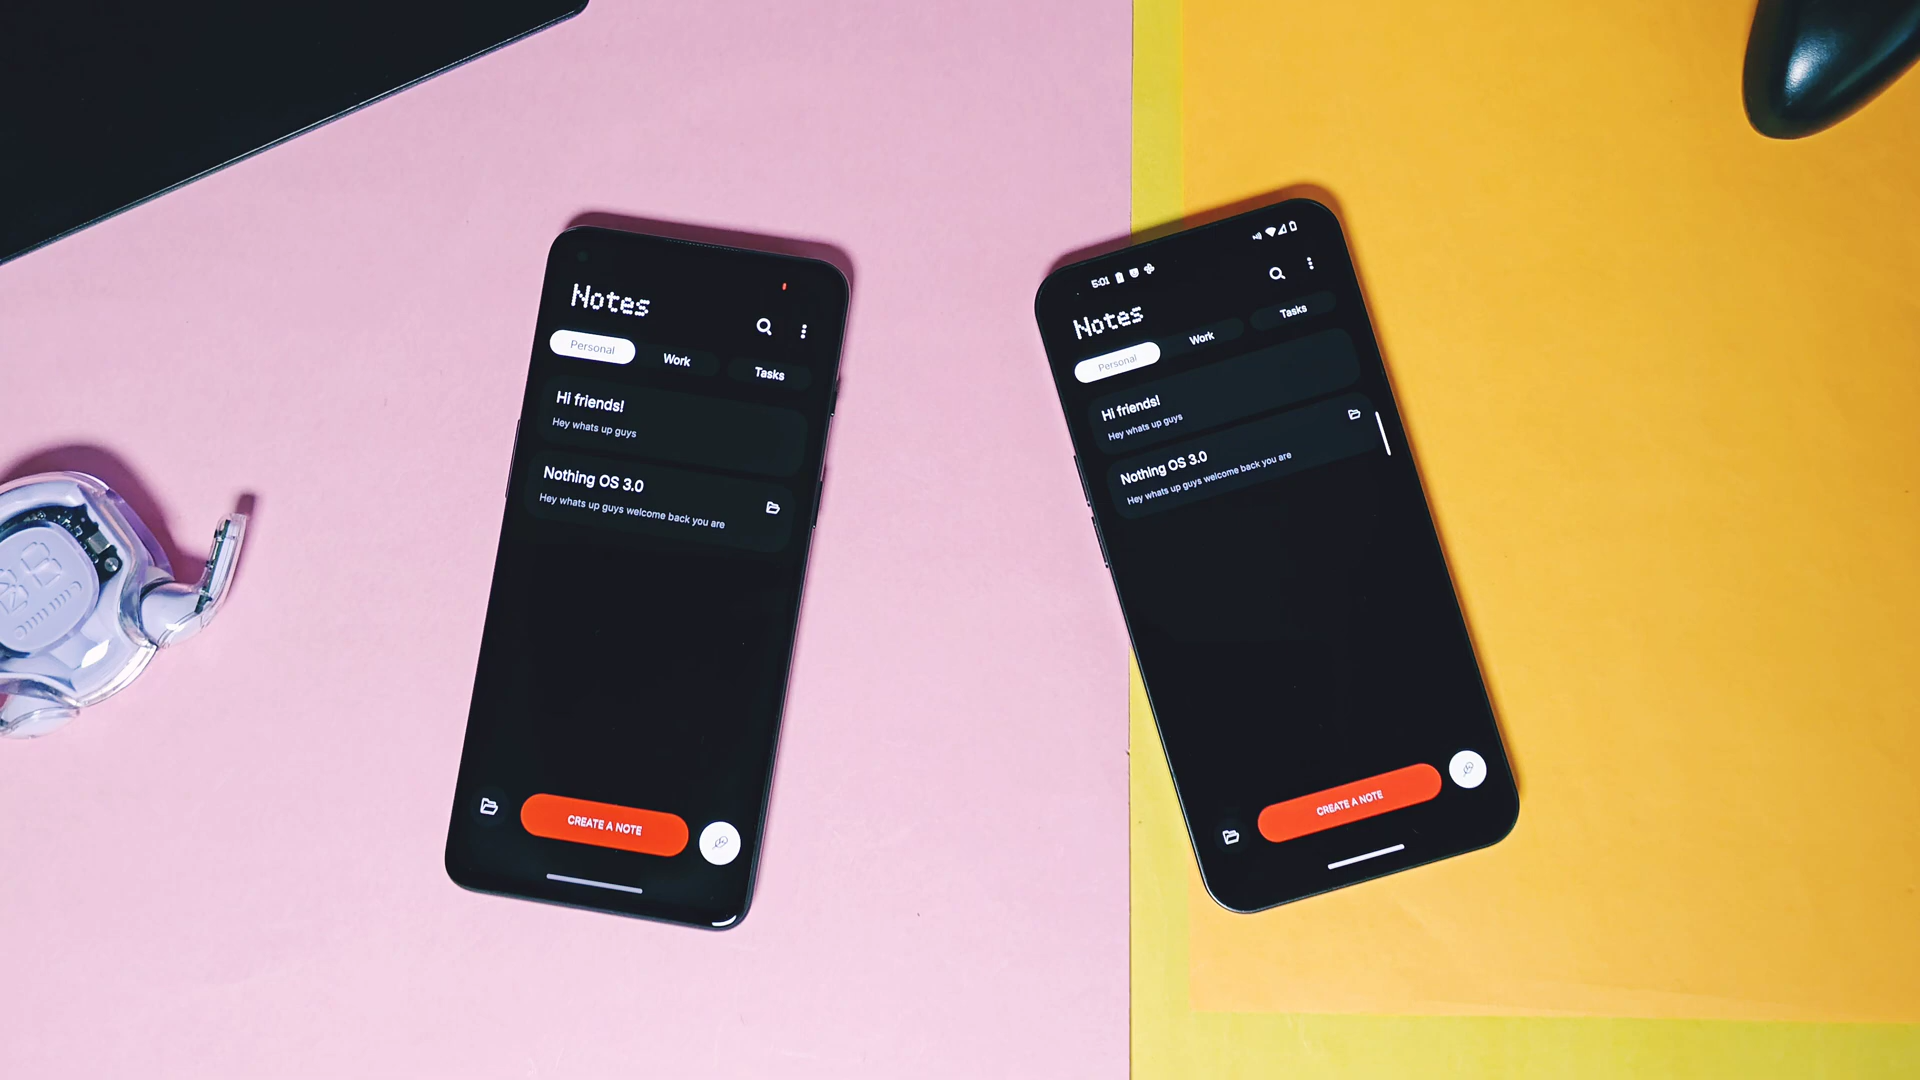 Notes
Personal
Work
Tasks
Hi friends!
Hey whats up guys
Nothing OS 3.0
Hey whats up guys welcome back you are
CREATE A NOTE
5:01
Notes
Personal
Work
Tasks
Hi friends!
Hey whats up guys
Nothing OS 3.0
Hey whats up guys welcome back you are
CREATE A NOTE